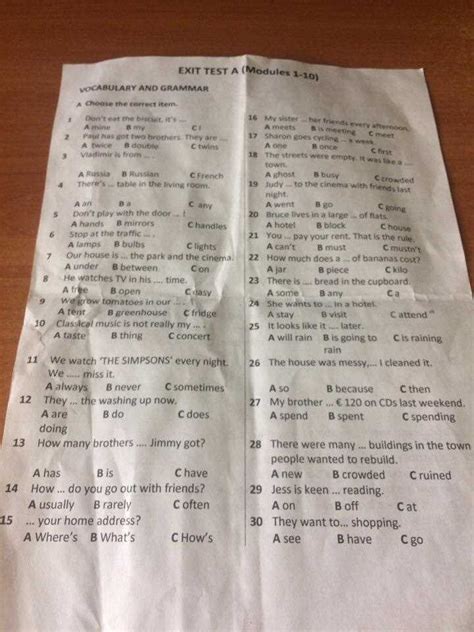 EXIT TEST A (Modules 1-10)
VOCABULARY AND GRAMMAR
A Choose the correct item.
1 Don't eat the biscuit, it's ...
A mine B my C I
2 Paul has got two brothers. They are ...
A twice B double C twins
3 Vladimir is from ... .
A Russia B Russian C French
4 There's ... table in the living room.
A an B a C any
5 Don't play with the door ... !
A hands B mirrors C handles
6 Stop at the traffic ... .
A lamps B bulbs C lights
7 Our house is ... the park and the cinema.
A under B between C on
8 He watches TV in his .... time.
A free B open C easy
9 We grow tomatoes in our ... .
A tent B greenhouse C fridge
10 Classical music is not really my ... .
A taste B thing C concert
11 We watch 'THE SIMPSONS' every night.
We ..... miss it.
A always B never C sometimes
12 They ... the washing up now.
A are B do C does
doing
13 How many brothers .... Jimmy got?
A has B is C have
14 How ... do you go out with friends?
A usually B rarely C often
15 ... your home address?
A Where's B What's C How's
16 My sister ... her friends every afternoon.
A meets B is meeting C meet
17 Sharon goes cycling ... a week.
A one B once C first
18 The streets were empty. It was like a ....
town.
A ghost B busy C crowded
19 Judy ... to the cinema with friends last
night.
A went B go C going
20 Bruce lives in a large ... of flats.
A hotel B block C house
21 You ... pay your rent. That is the rule.
A can't B must C mustn't
22 How much does a ... of bananas cost?
A jar B piece C kilo
23 There is .... bread in the cupboard.
A some B any C a
24 She wants to ... in a hotel.
A stay B visit C attend
25 It looks like it .... later.
A will rain B is going to C is raining
rain
26 The house was messy,... I cleaned it.
A so B because C then
27 My brother ... € 120 on CDs last weekend.
A spend B spent C spending
28 There were many ... buildings in the town
people wanted to rebuild.
A new B crowded C ruined
29 Jess is keen ... reading.
A on B off C at
30 They want to... shopping.
A see B have C go